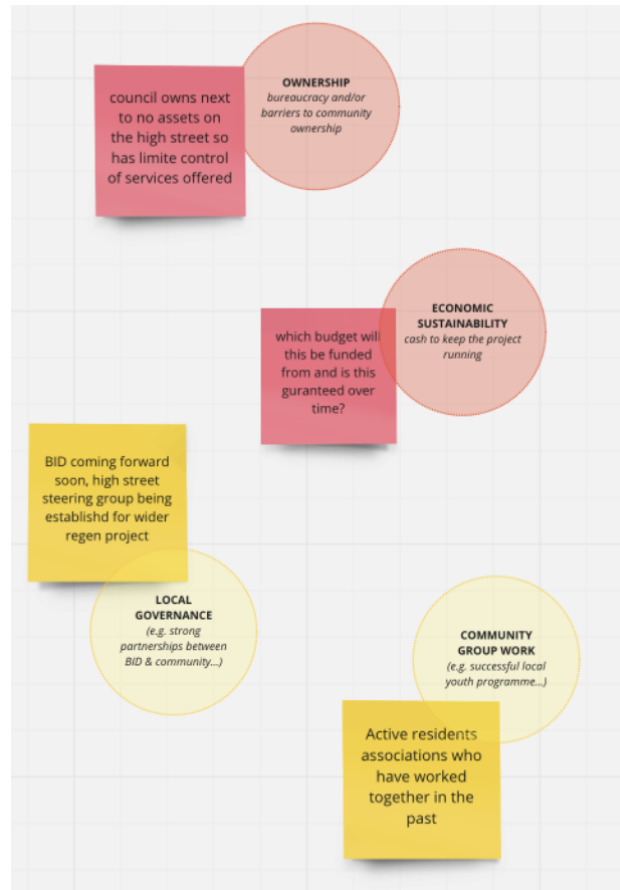 OWNERSHIP
bureaucracy and/or
barriers to community
ownership
council owns next
to no assets on
the high street so
has limite control
of services offered
ECONOMIC
SUSTAINABILITY
cash to keep the project
running
which budget will
this be funded
from and is this
guranteed over
time?
BID coming forward
soon, high street
steering group being
establishd for wider
regen project
LOCAL
GOVERNANCE
(e.g. strong
partnerships between
BID & community...)
COMMUNITY
GROUP WORK
(e.g. successful local
youth programme...)
Active residents
associations who
have worked
together in the
past